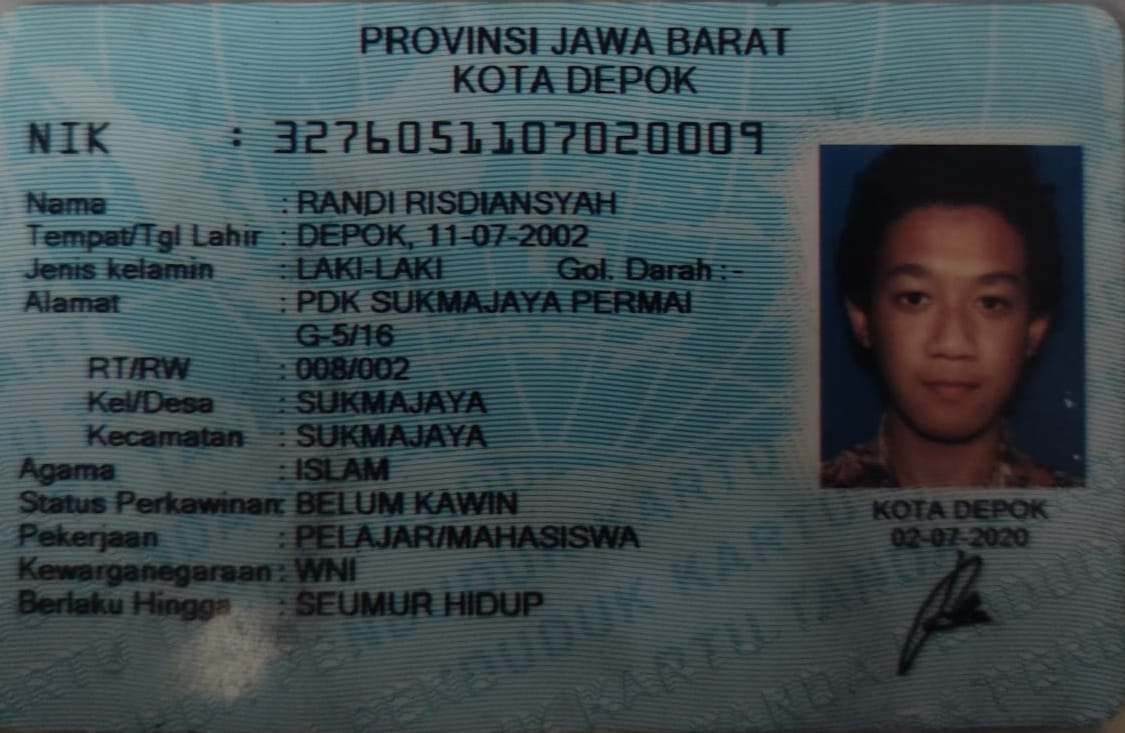 PROVINSI JAWA BARAT
KOTA DEPOK
NIK : 3276051107020009
Nama : RANDI RISDIANSYAH
Tempat/Tgl Lahir : DEPOK, 11-07-2002
Jenis kelamin : LAKI-LAKI Gol. Darah : -
Alamat : PDK SUKMAJAYA PERMAI
G-5/16
RT/RW : 008/002
Kel/Desa : SUKMAJAYA
Kecamatan : SUKMAJAYA
Agama : ISLAM
Status Perkawinan: BELUM KAWIN
Pekerjaan : PELAJAR/MAHASISWA
Kewarganegaraan : WNI
Berlaku Hingga : SEUMUR HIDUP
KOTA DEPOK
02-07-2020